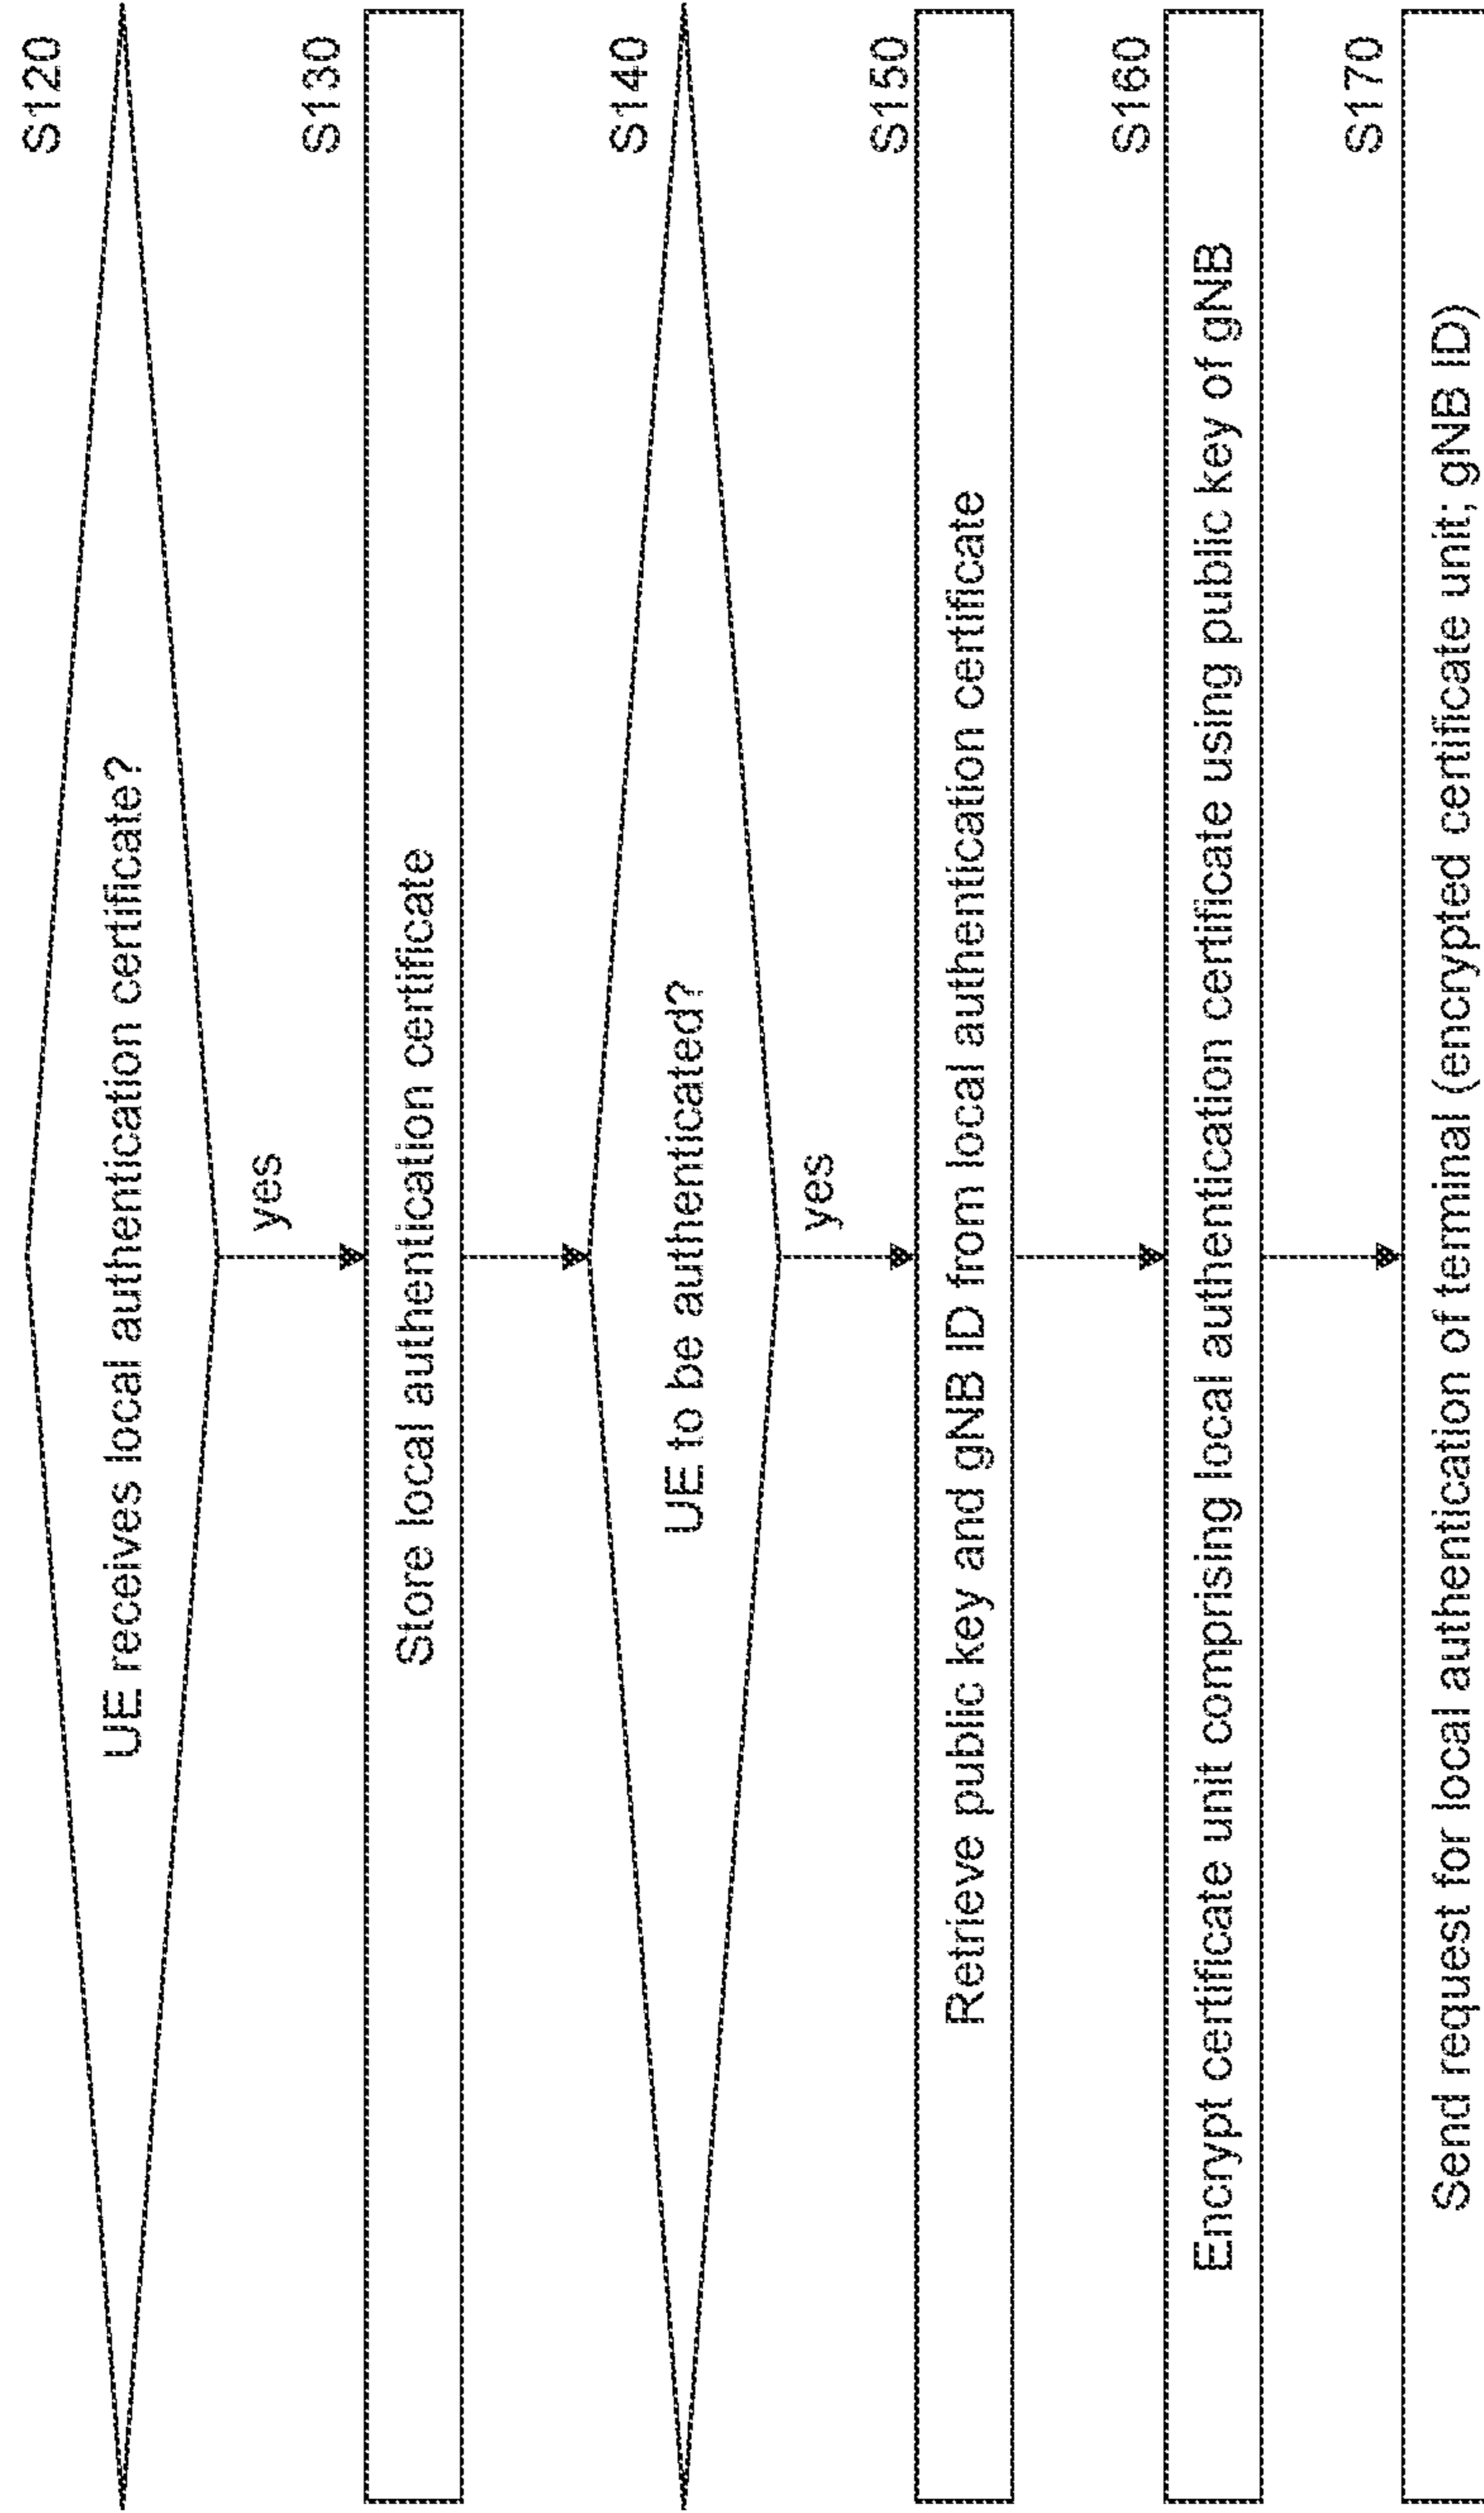 S120
UE receives local authentication certificate?
yes
S130
Store local authentication certificate
S140
UE to be authenticated?
yes
S150
Retrieve public key and gNB ID from local authentication certificate
S160
Encrypt certificate unit comprising local authentication certificate using public key of gNB
S170
Send request for local authentication of terminal (encrypted certificate unit; gNB ID)